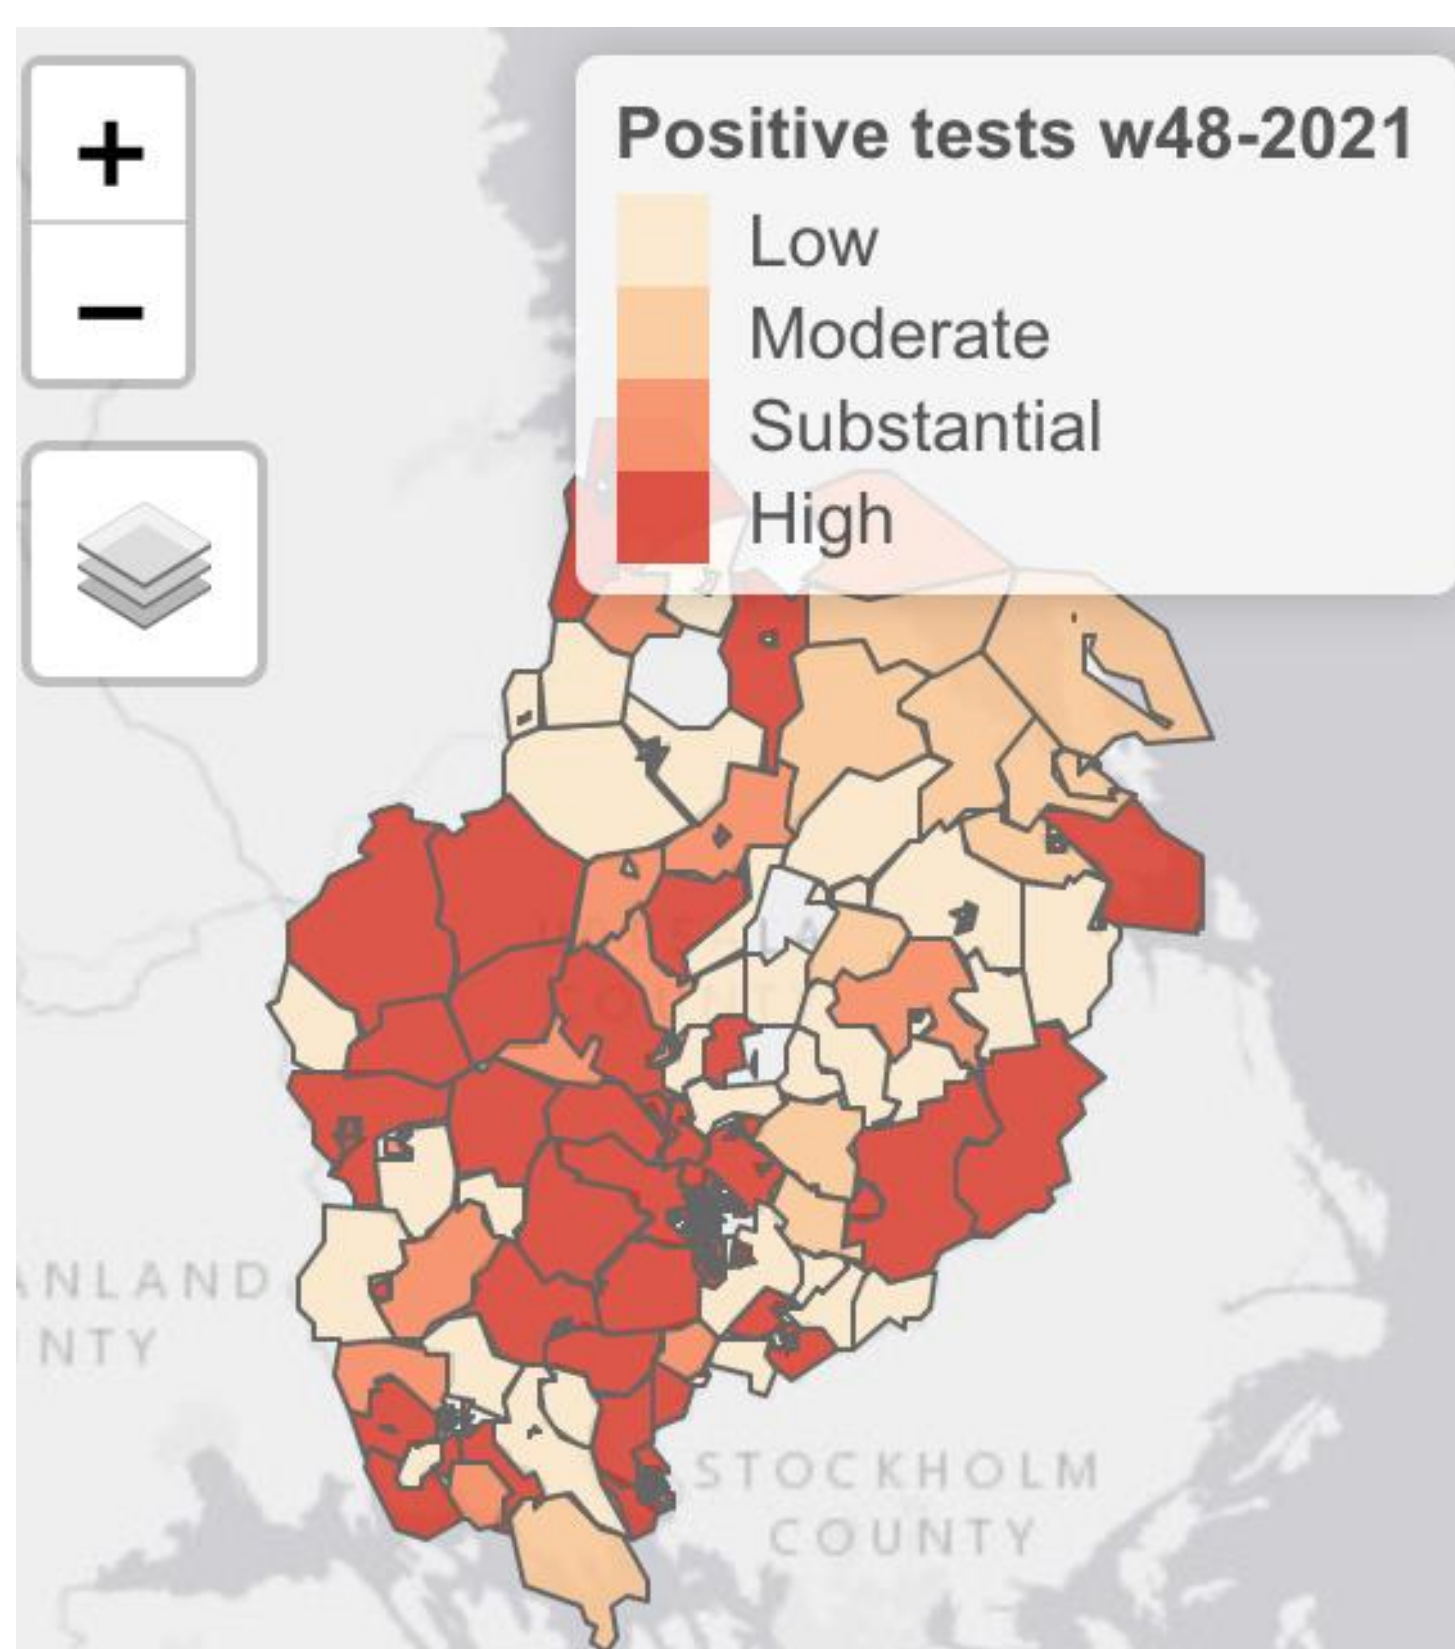 +
Positive tests w48-2021
Low
−
Moderate
Substantial
High
ANLAND
NTY
STOCKHOLM
COUNTY